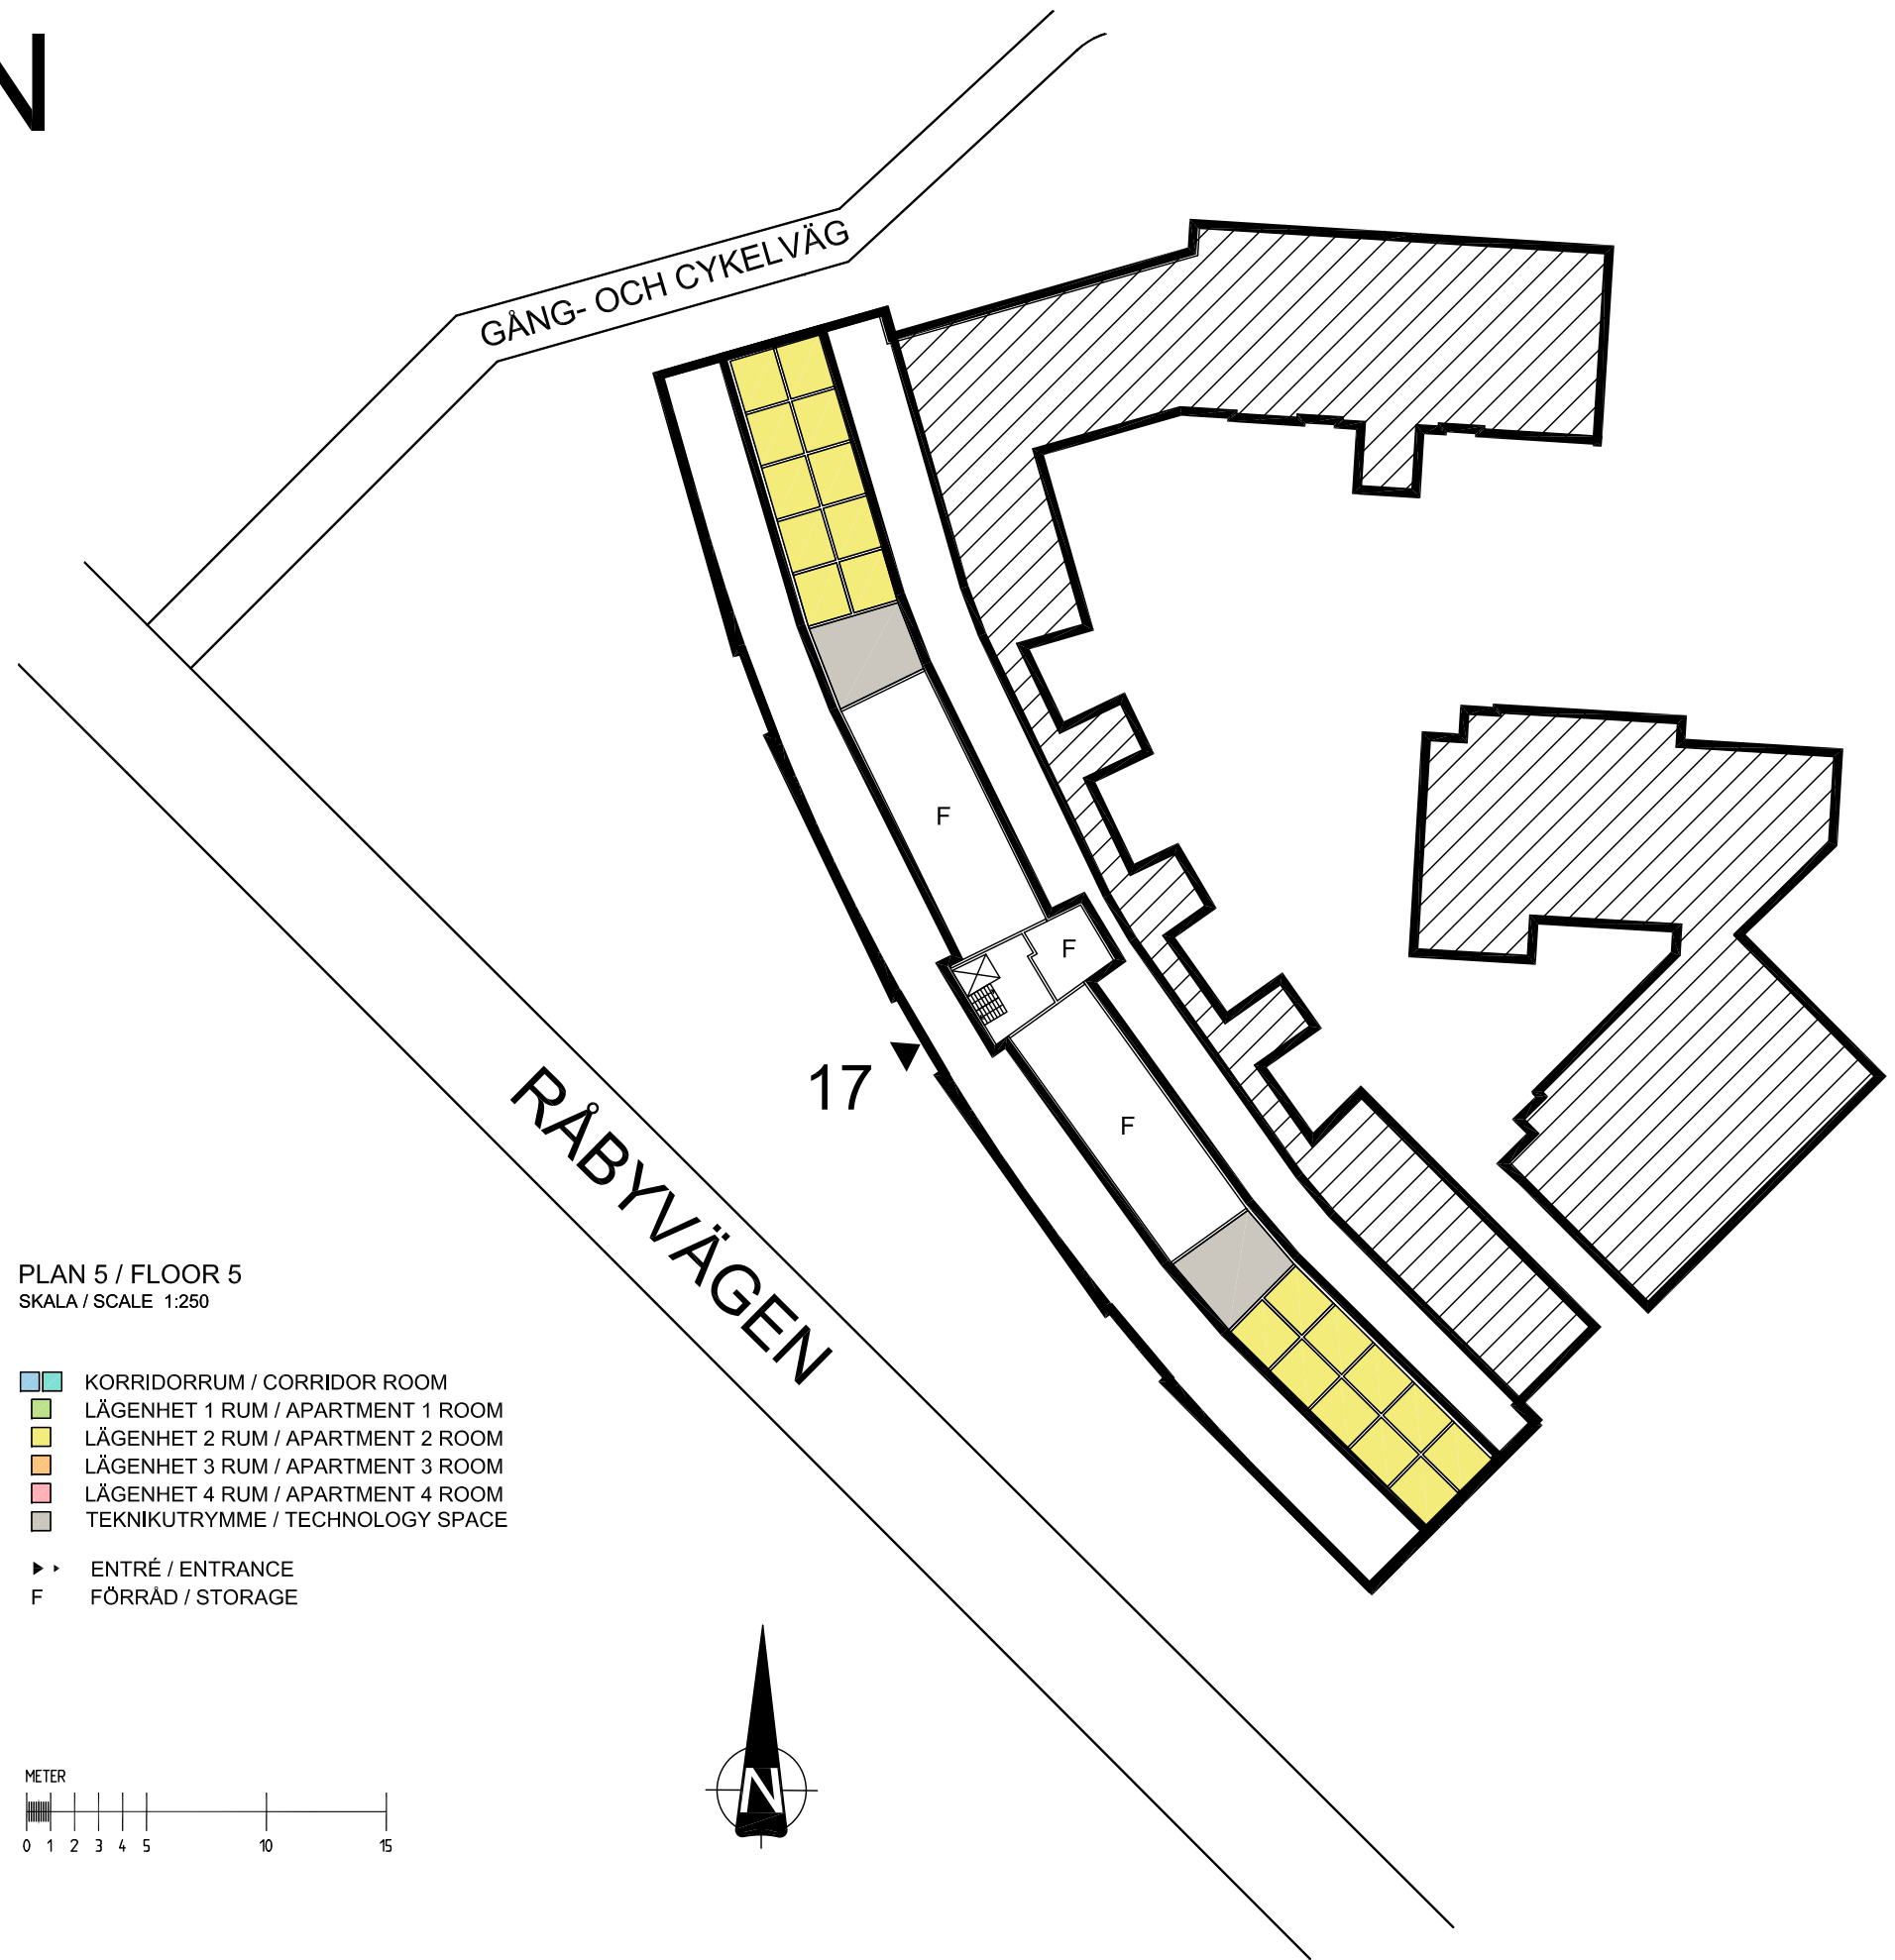 N
GÅNG- OCH CYKELVÄG
F
F
17
F
RÅBYVÄGEN
PLAN 5 / FLOOR 5
SKALA / SCALE 1:250
KORRIDORRUM / CORRIDOR ROOM
LÄGENHET 1 RUM / APARTMENT 1 ROOM
LÄGENHET 2 RUM / APARTMENT 2 ROOM
LÄGENHET 3 RUM / APARTMENT 3 ROOM
LÄGENHET 4 RUM / APARTMENT 4 ROOM
TEKNIKUTRYMME / TECHNOLOGY SPACE
ENTRÉ / ENTRANCE
F FÖRRÅD / STORAGE
METER
0 1 2 3 4 5 10 15
N